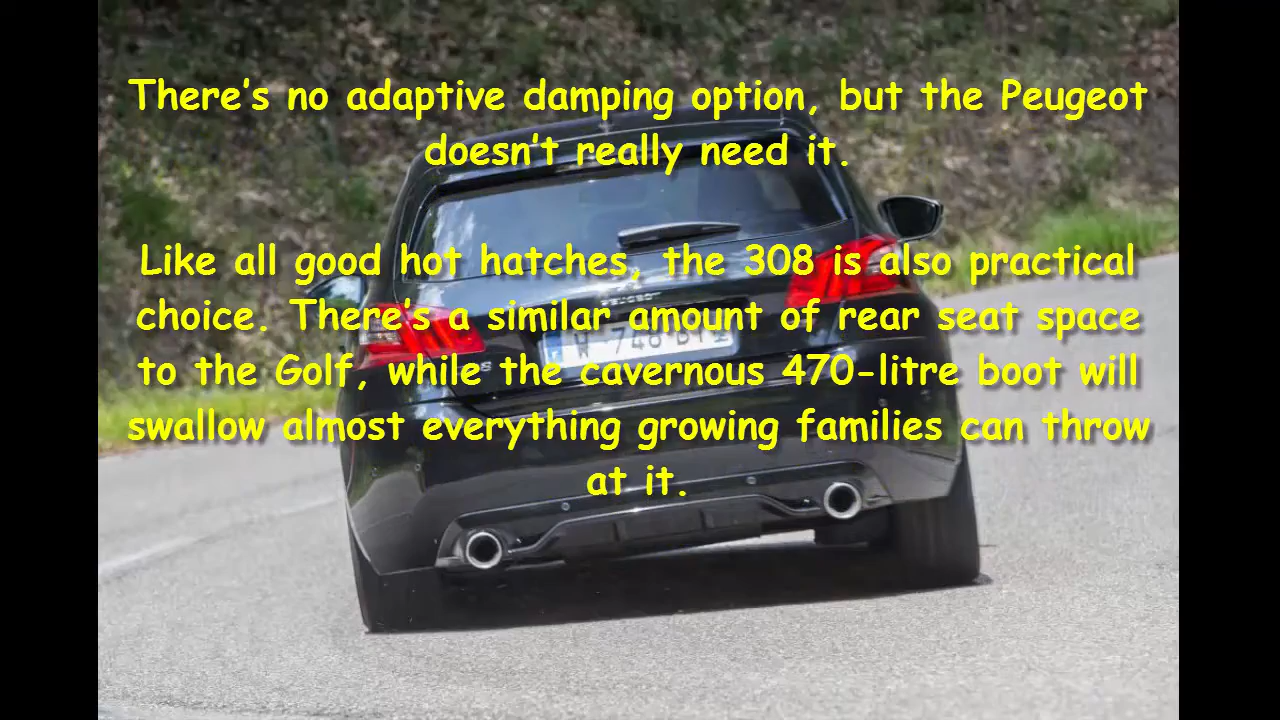 There's no adaptive damping option, but the Peugeot
doesn't really need it.
Like all good hot hatches, the 308 is also practical
choice. There's a similar amount of rear seat space
to the Golf, while the cavernous 470-litre boot will
swallow almost everything growing families can throw
at it.
PEUGEOT